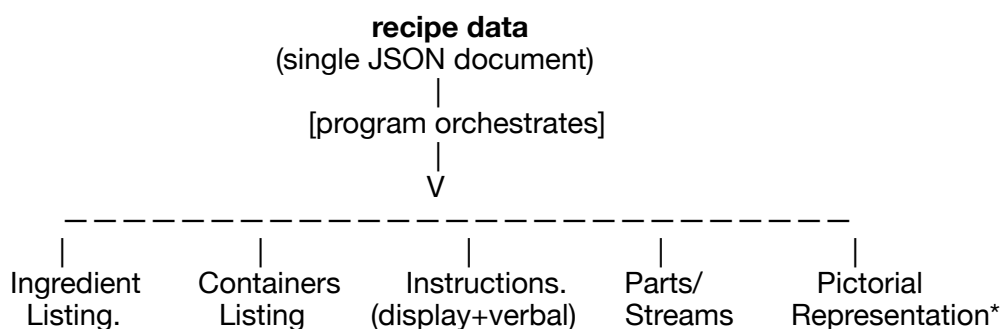 recipe data
(single JSON document)
|
[program orchestrates]
|
V
— — — — — — — — — — — — — — — — — — — — — — — — — — —
| | | | |
Ingredient Containers Instructions. Parts/ Pictorial
Listing. Listing (display+verbal) Streams Representation*